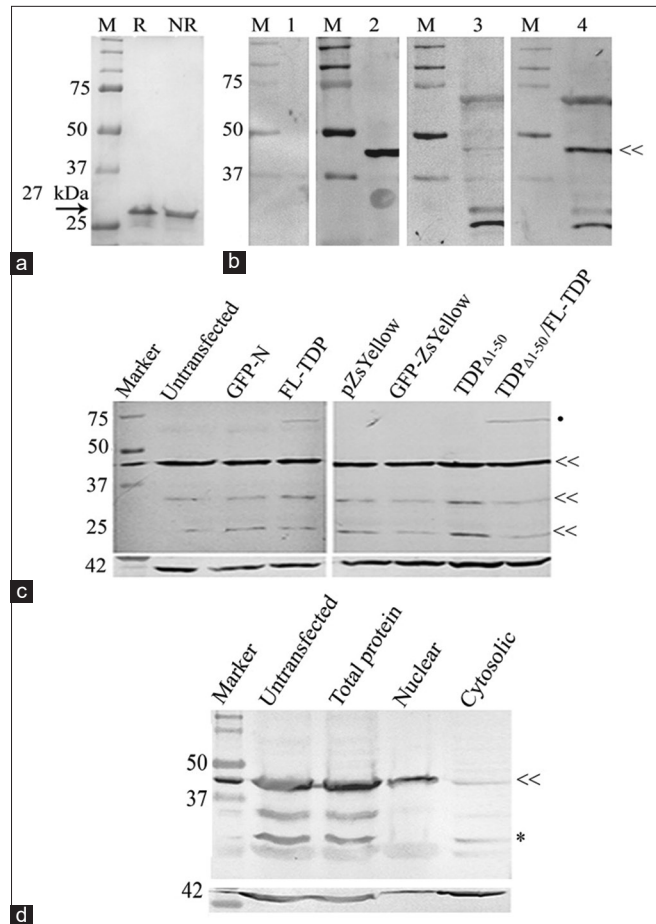 M R NR
75
50
37
27 kDa
25
a
M 1 M 2 M 3 M 4
75
50
37
<<
b
Marker Untransfected GFP-N FL-TDP pZsYellow GFP-ZsYellow TDPΔ1-50 TDPΔ1-50/FL-TDP
75 •
50
<<
37
<<
25 <<
42
c
Marker Untransfected Total protein Nuclear Cytosolic
50
<<
37
*
42
d